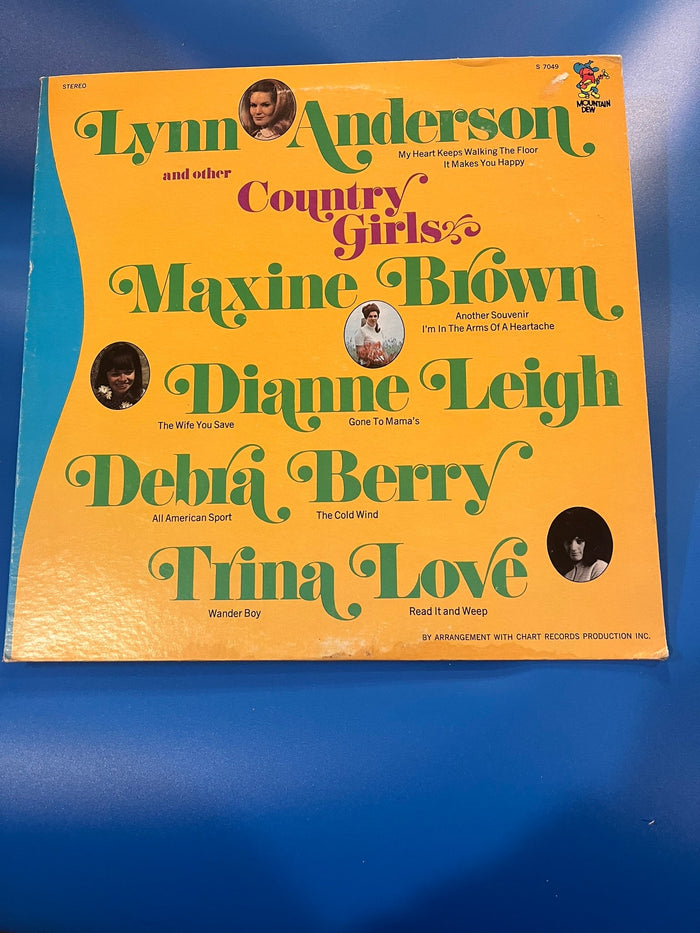 STEREO
S 7049
MOUNTAIN
DEW
Lynn Anderson
My Heart Keeps Walking The Floor
It Makes You Happy
and other
Country
Girls
Maxine Brown
Another Souvenir
I'm In The Arms Of A Heartache
Dianne Leigh
The Wife You Save Gone To Mama's
Debra Berry
All American Sport The Cold Wind
Trina Love
Wander Boy Read It and Weep
BY ARRANGEMENT WITH CHART RECORDS PRODUCTION INC.